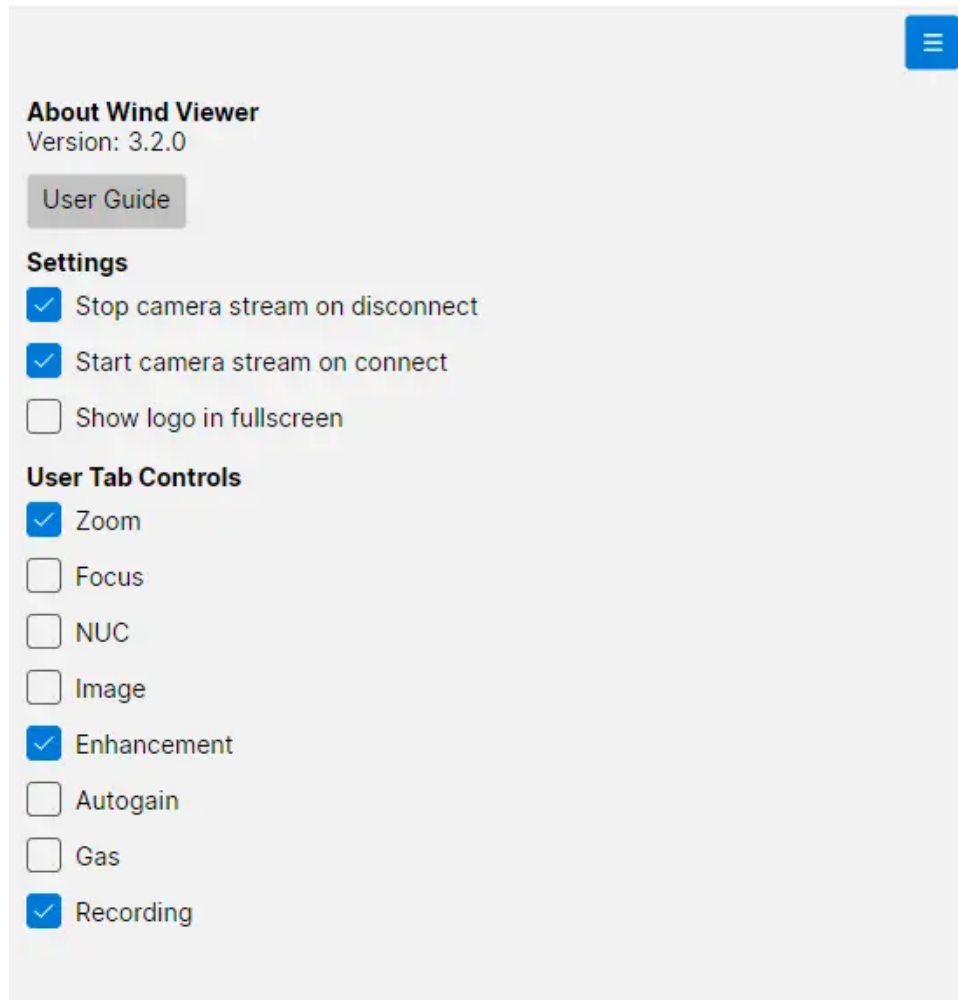 About Wind Viewer
Version: 3.2.0
User Guide
Settings
Stop camera stream on disconnect
Start camera stream on connect
Show logo in fullscreen
User Tab Controls
Zoom
Focus
NUC
Image
Enhancement
Autogain
Gas
Recording